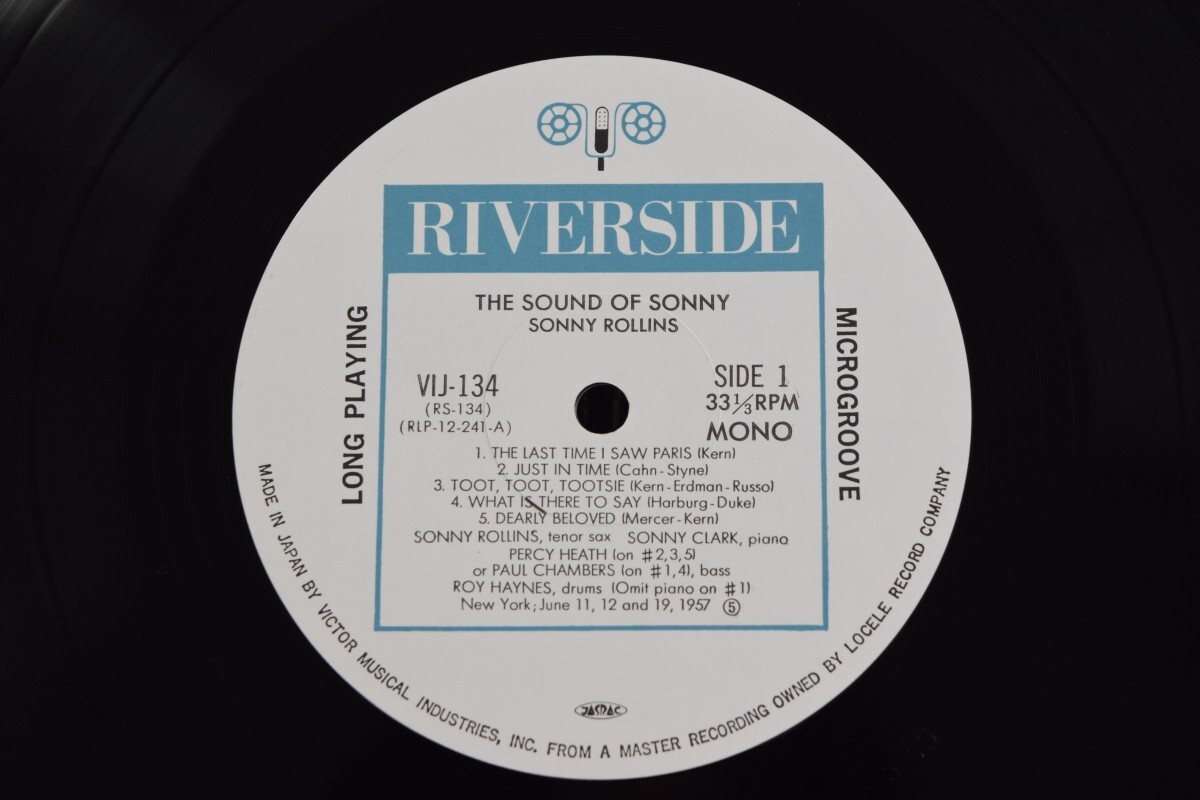 RIVERSIDE
THE SOUND OF SONNY
SONNY ROLLINS
LONG PLAYING
MICROGROOVE
VIJ-134
(RS-134)
(RLP-12-241-A)
SIDE 1
33⅓RPM
MONO
1. THE LAST TIME I SAW PARIS (Kern)
2. JUST IN TIME (Cahn-Styne)
3. TOOT, TOOT, TOOTSIE (Kern-Erdman-Russo)
4. WHAT IS THERE TO SAY (Harburg-Duke)
5. DEARLY BELOVED (Mercer-Kern)
SONNY ROLLINS, tenor sax SONNY CLARK, piano
PERCY HEATH (on #2,3,5)
or PAUL CHAMBERS (on #1,4), bass
ROY HAYNES, drums (Omit piano on #1)
New York; June 11, 12 and 19, 1957 ⑤
MADE IN JAPAN BY VICTOR MUSICAL INDUSTRIES, INC. FROM A MASTER RECORDING OWNED BY LOCELE RECORD COMPANY
JASRAC